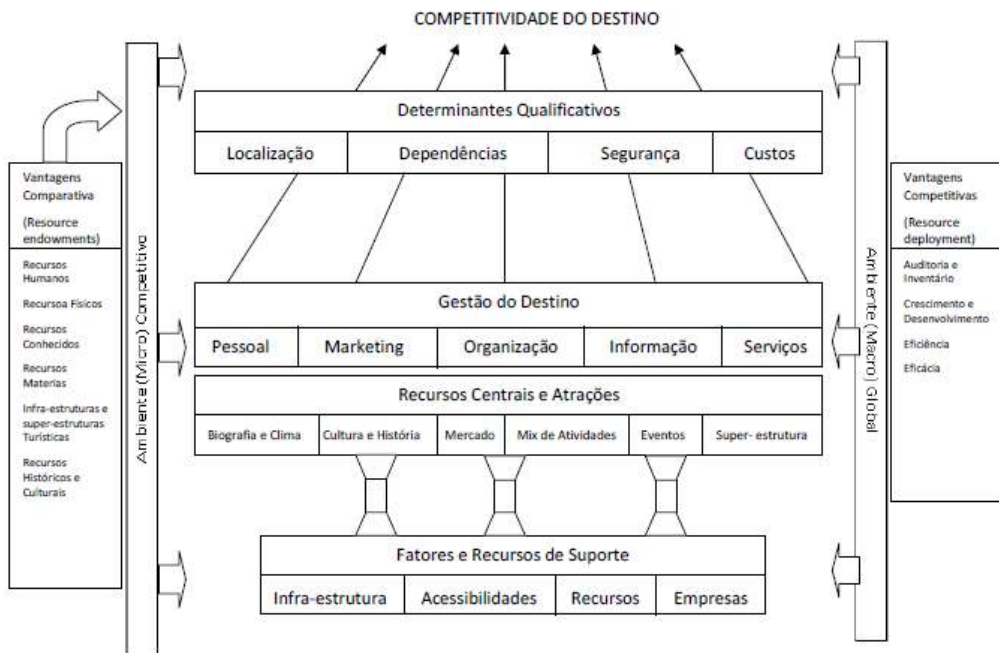 COMPETITIVIDADE DO DESTINO
Determinantes Qualificativos
Localização
Dependências
Segurança
Custos
Vantagens
Comparativa
(Resource
endowments)
Recursos
Humanos
Recursoa Físicos
Recursos
Conhecidos
Recursos
Materias
Infra-estruturas e
super-estruturas
Turísticas
Recursos
Históricos e
Culturais
Ambiente (Micro) Competitivo
Gestão do Destino
Pessoal
Marketing
Organização
Informação
Serviços
Recursos Centrais e Atrações
Biografia e Clima
Cultura e História
Mercado
Mix de Atividades
Eventos
Super- estrutura
Fatores e Recursos de Suporte
Infra-estrutura
Acessibilidades
Recursos
Empresas
Ambiente (Macro) Global
Vantagens
Competitivas
(Resource
deployment)
Auditoria e
Inventário
Crescimento e
Desenvolvimento
Eficiência
Eficácia